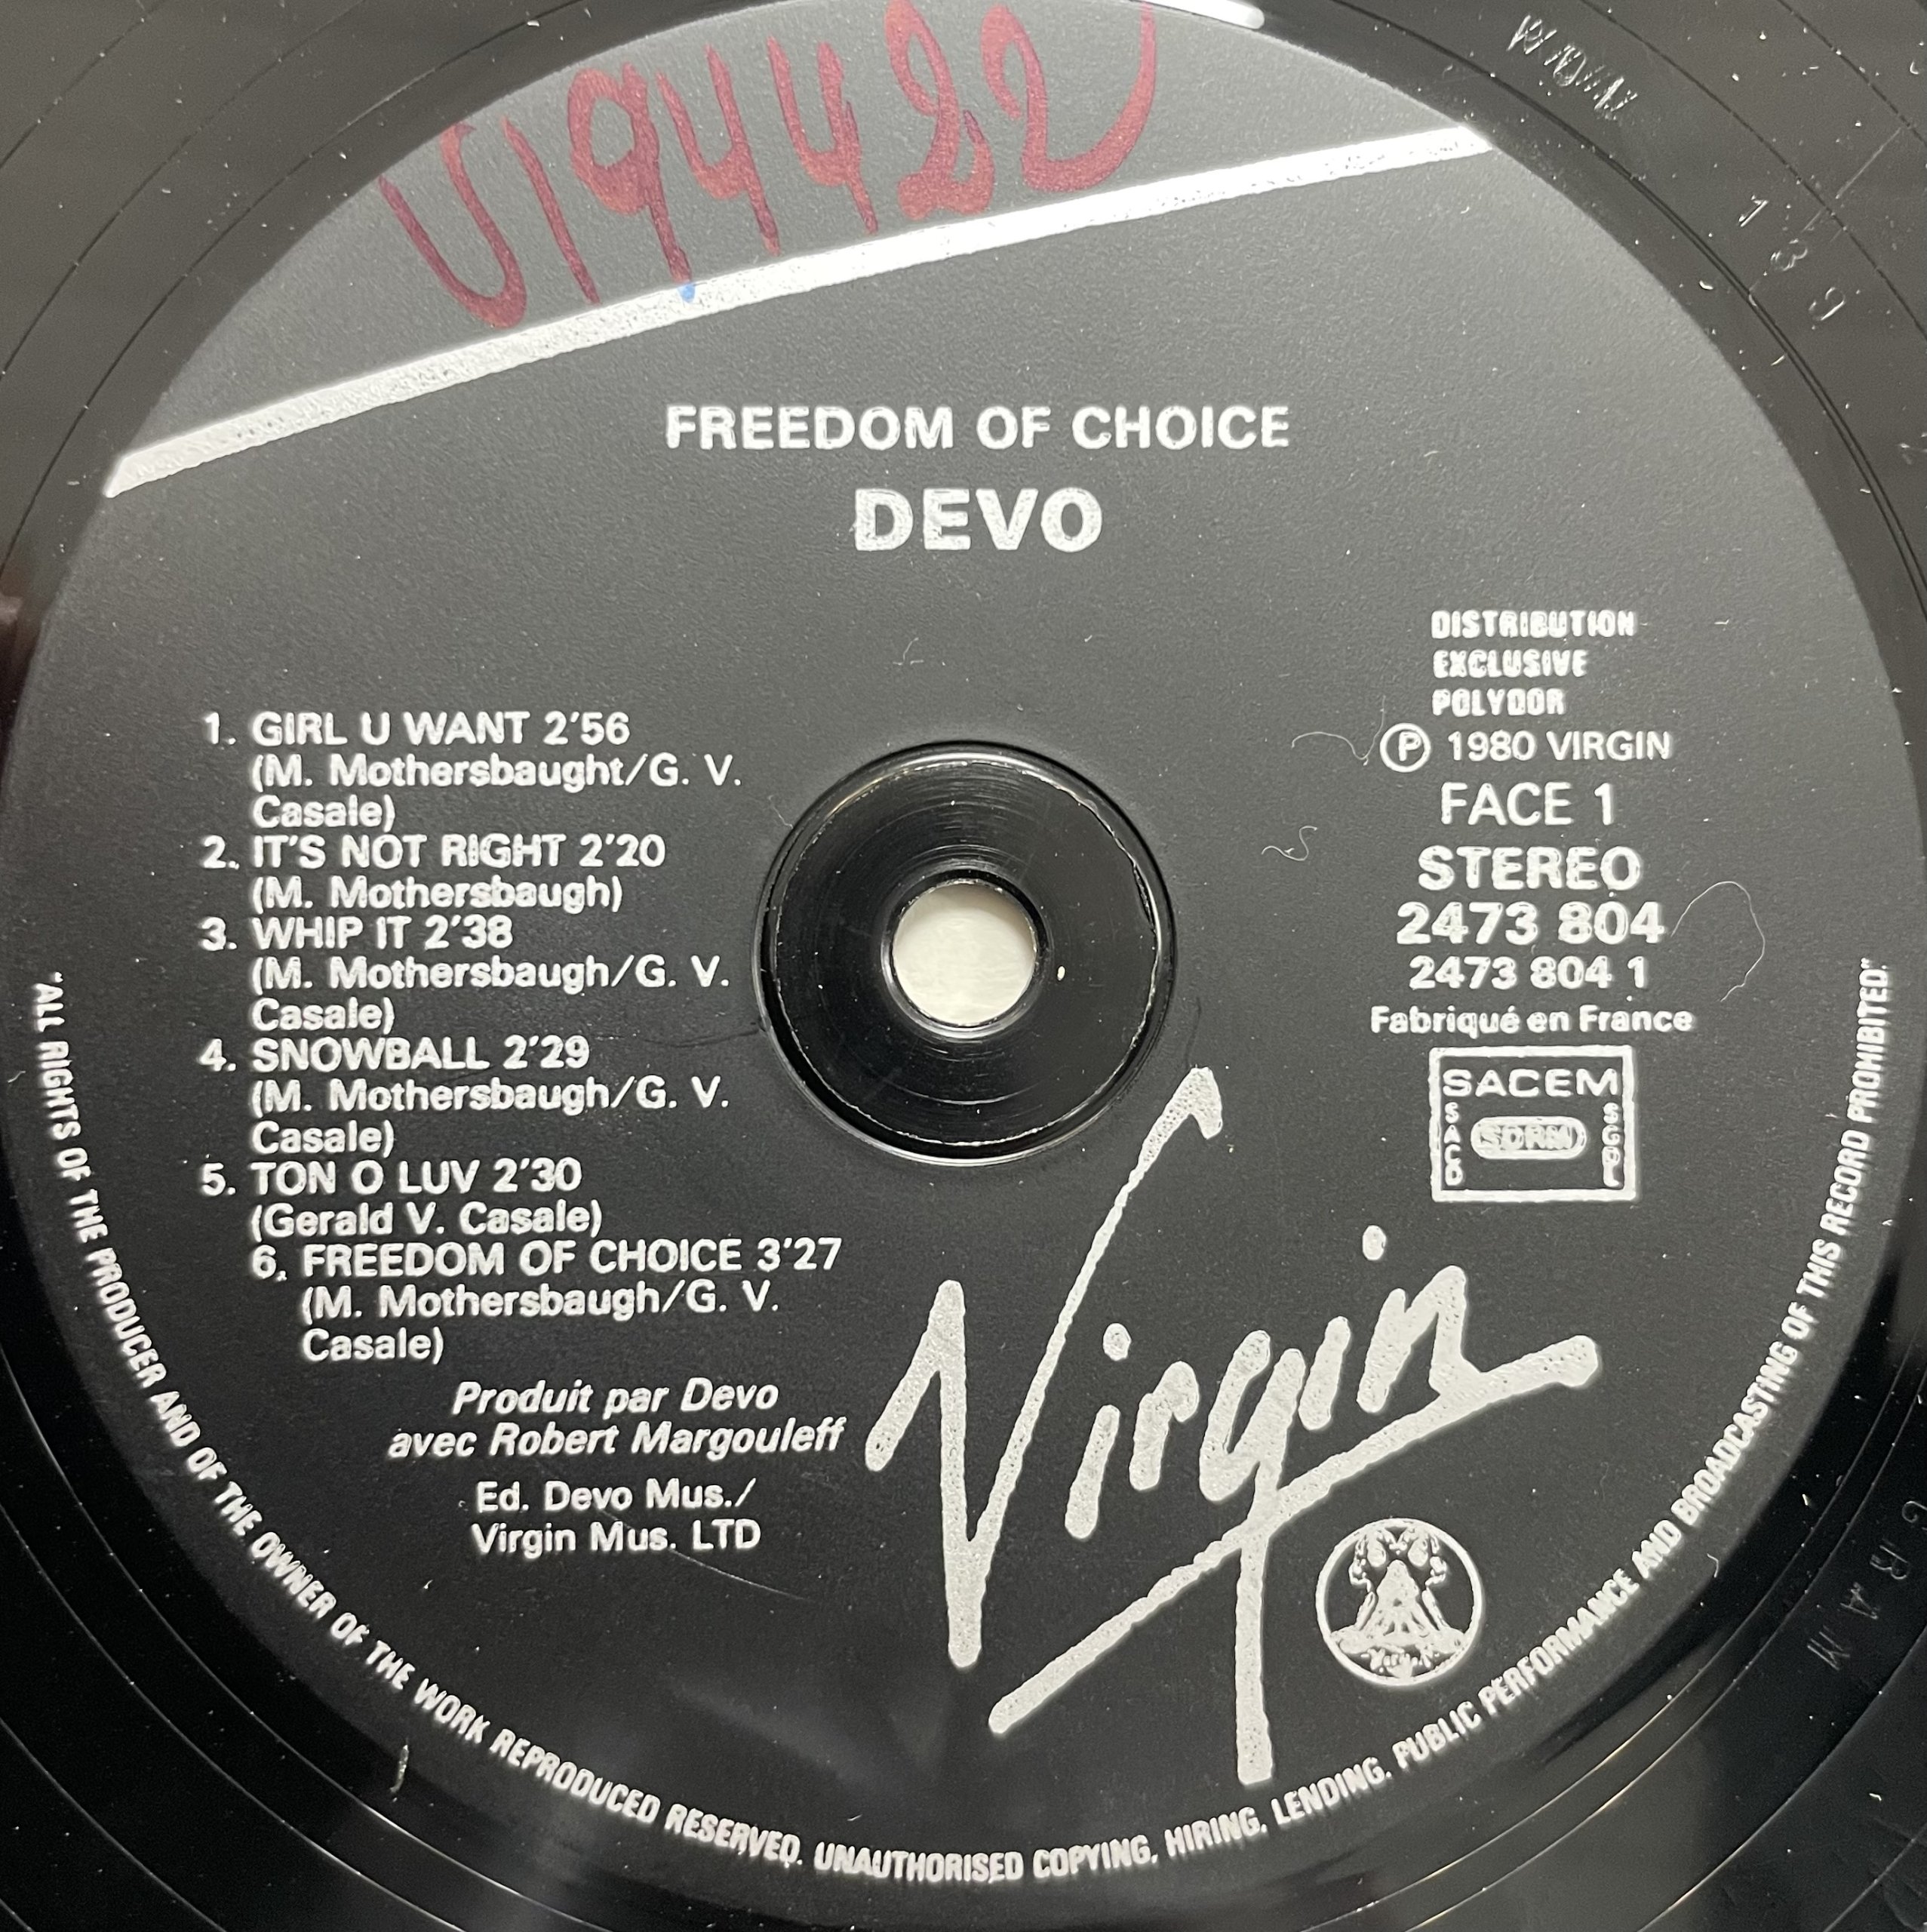 U194422
FREEDOM OF CHOICE
DEVO
1. GIRL U WANT 2'56
(M. Mothersbaught/G. V.
Casale)
2. IT'S NOT RIGHT 2'20
(M. Mothersbaugh)
3. WHIP IT 2'38
(M. Mothersbaugh/G. V.
Casale)
4. SNOWBALL 2'29
(M. Mothersbaugh/G. V.
Casale)
5. TON O LUV 2'30
(Gerald V. Casale)
6. FREEDOM OF CHOICE 3'27
(M. Mothersbaugh/G. V.
Casale)
Produit par Devo
avec Robert Margouleff
Ed. Devo Mus./
Virgin Mus. LTD
DISTRIBUTION
EXCLUSIVE
POLYDOR
Ⓟ 1980 VIRGIN
FACE 1
STEREO
2473 804
2473 804 1
Fabriqué en France
SACEM
SACD
SDRM
SGDL
Virgin
"ALL RIGHTS OF THE PRODUCER AND OF THE OWNER OF THE WORK REPRODUCED RESERVED. UNAUTHORISED COPYING, HIRING, LENDING, PUBLIC PERFORMANCE AND BROADCASTING OF THIS RECORD PROHIBITED."